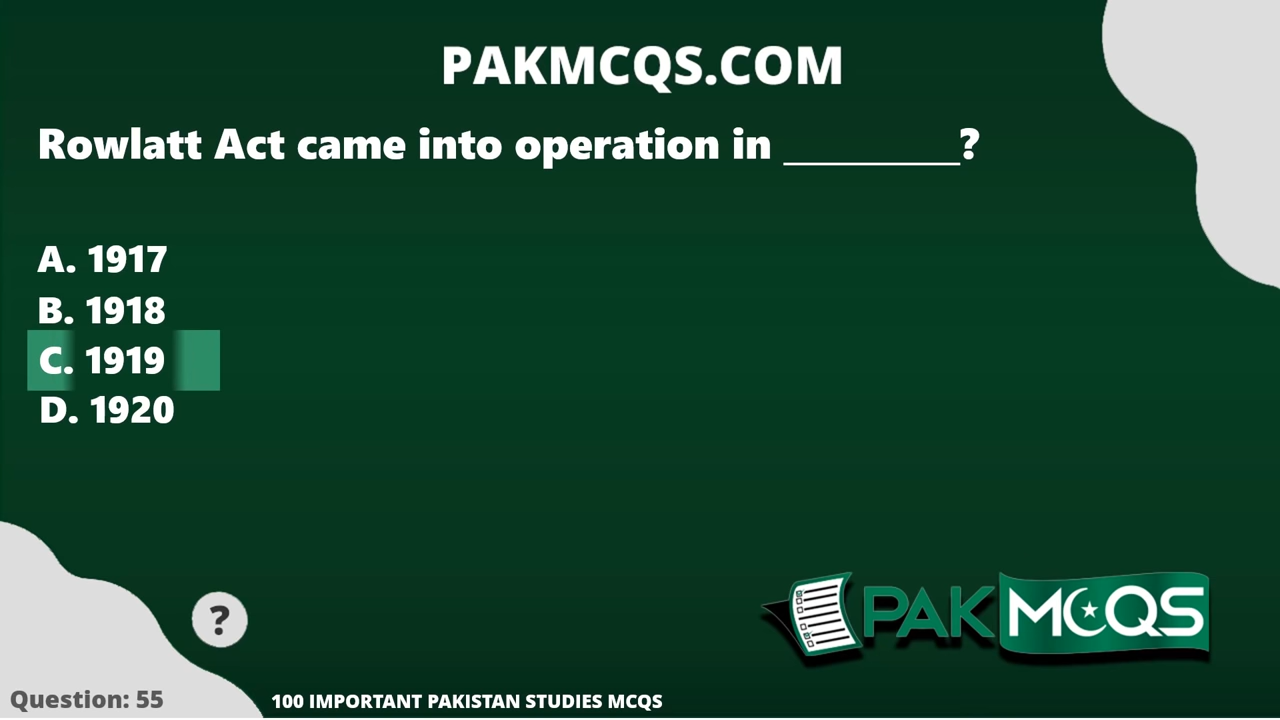 PAKMCQS.COM
Rowlatt Act came into operation in __________?
A. 1917
B. 1918
C. 1919
D. 1920
?
PAKMCQS
Question: 55
100 IMPORTANT PAKISTAN STUDIES MCQS